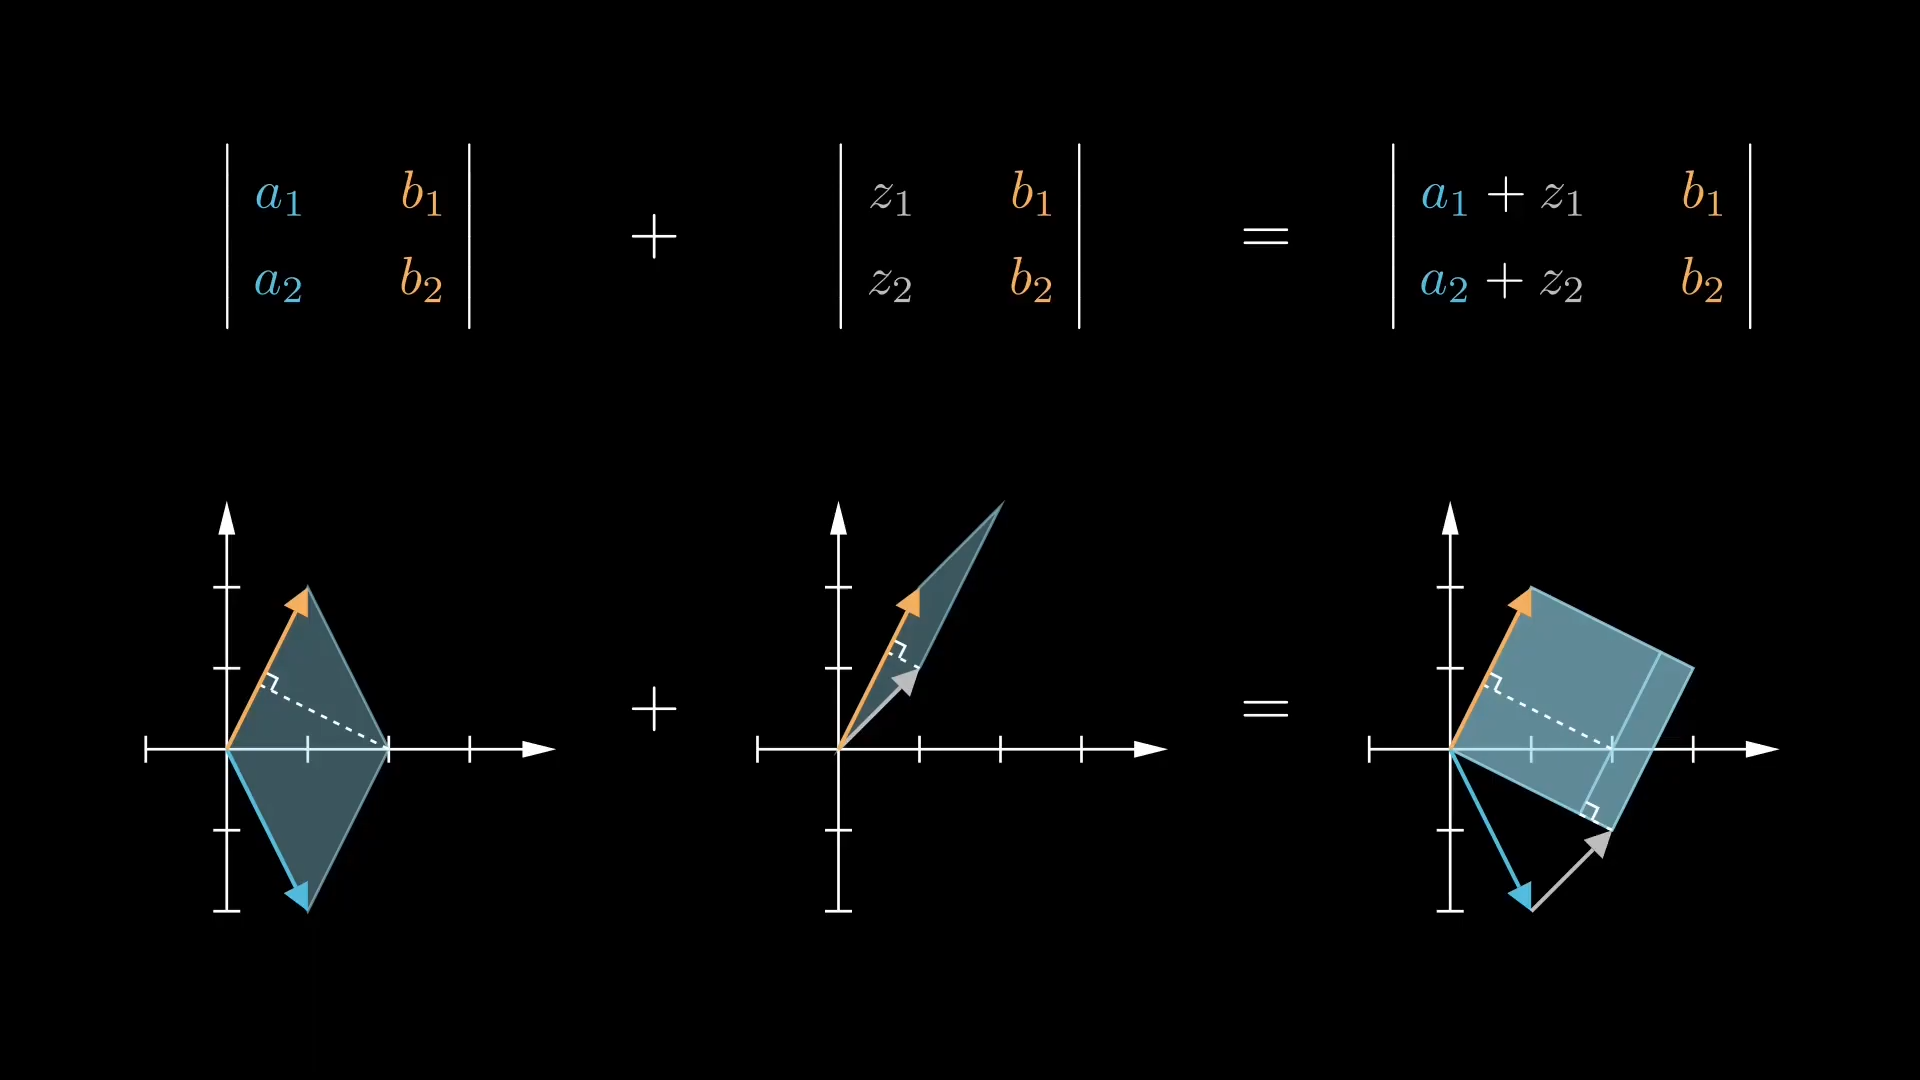 | a₁ b₁ | + | z₁ b₁ | = | a₁ + z₁ b₁ |
| a₂ b₂ | | z₂ b₂ | | a₂ + z₂ b₂ |
+ =